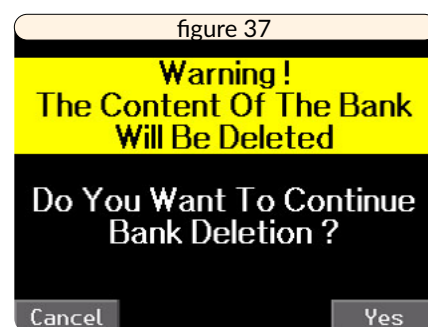 figure 37
Warning !
The Content Of The Bank
Will Be Deleted
Do You Want To Continue
Bank Deletion ?
Cancel
Yes